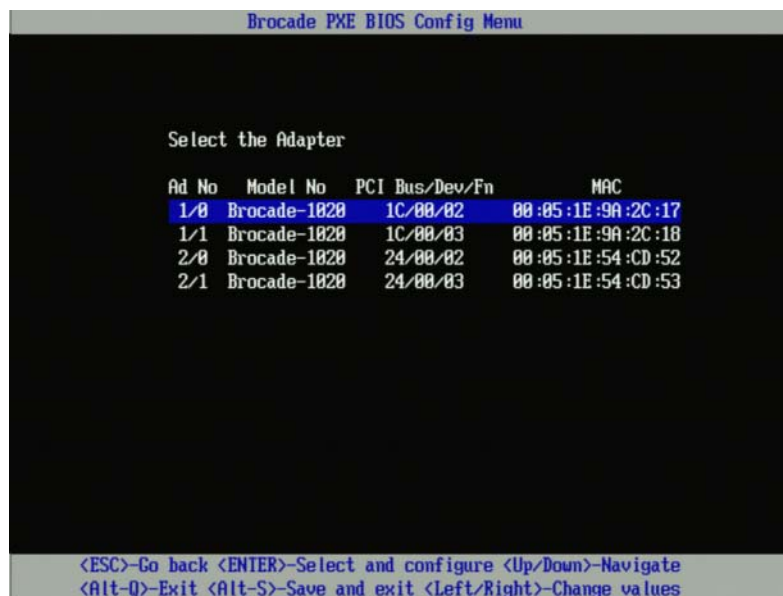 Brocade PXE BIOS Config Menu
Select the Adapter
Ad No Model No PCI Bus/Dev/Fn MAC
1/0 Brocade-1020 1C/00/02 00:05:1E:9A:2C:17
1/1 Brocade-1020 1C/00/03 00:05:1E:9A:2C:18
2/0 Brocade-1020 24/00/02 00:05:1E:54:CD:52
2/1 Brocade-1020 24/00/03 00:05:1E:54:CD:53
<ESC>-Go back <ENTER>-Select and configure <Up/Down>-Navigate
<Alt-Q>-Exit <Alt-S>-Save and exit <Left/Right>-Change values